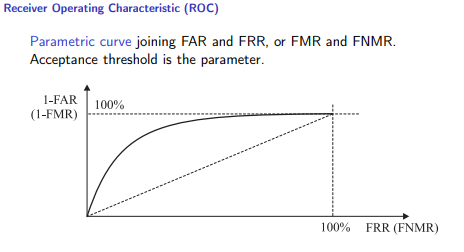 Receiver Operating Characteristic (ROC)
Parametric curve joining FAR and FRR, or FMR and FNMR.
Acceptance threshold is the parameter.
1-FAR
(1-FMR)
100%
100%
FRR (FNMR)